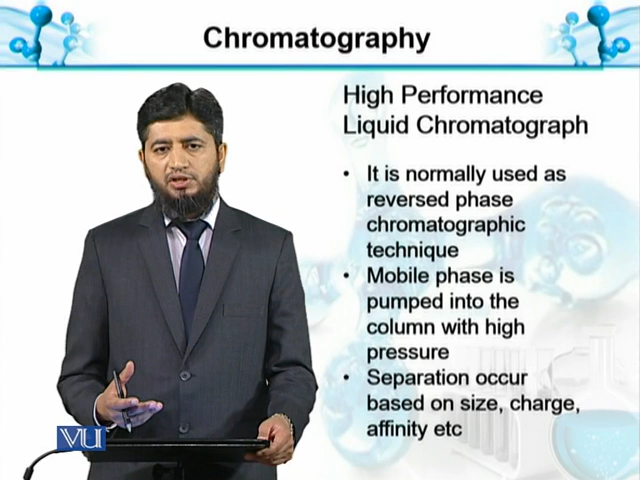 Chromatography
High Performance
Liquid Chromatograph
• It is normally used as
reversed phase
chromatographic
technique
• Mobile phase is
pumped into the
column with high
pressure
• Separation occur
based on size, charge,
affinity etc
VU